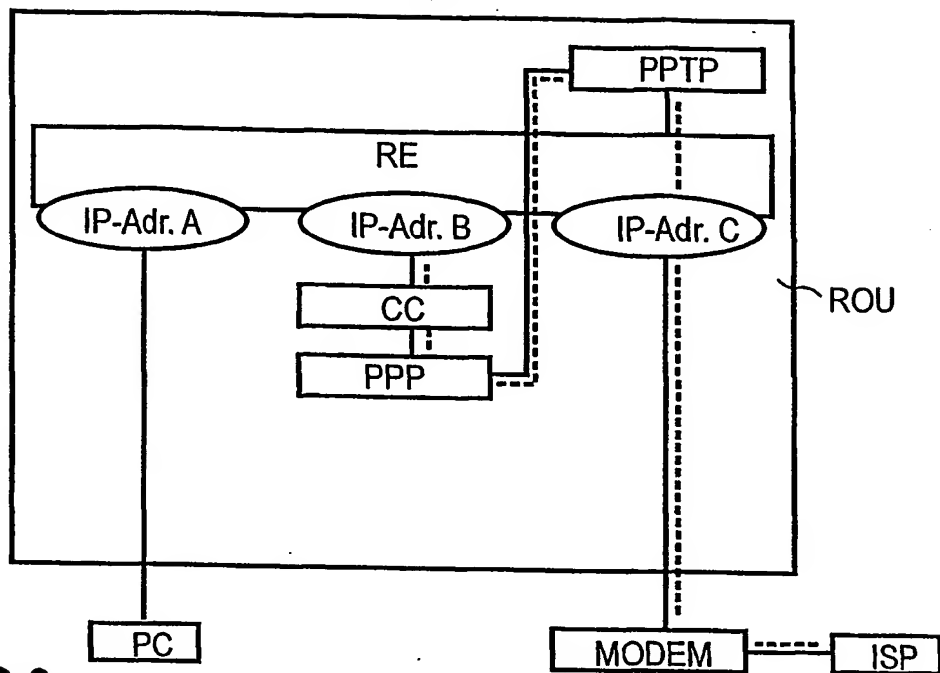 PPTP
RE
IP-Adr. A
IP-Adr. B
IP-Adr. C
ROU
CC
PPP
PC
MODEM
ISP